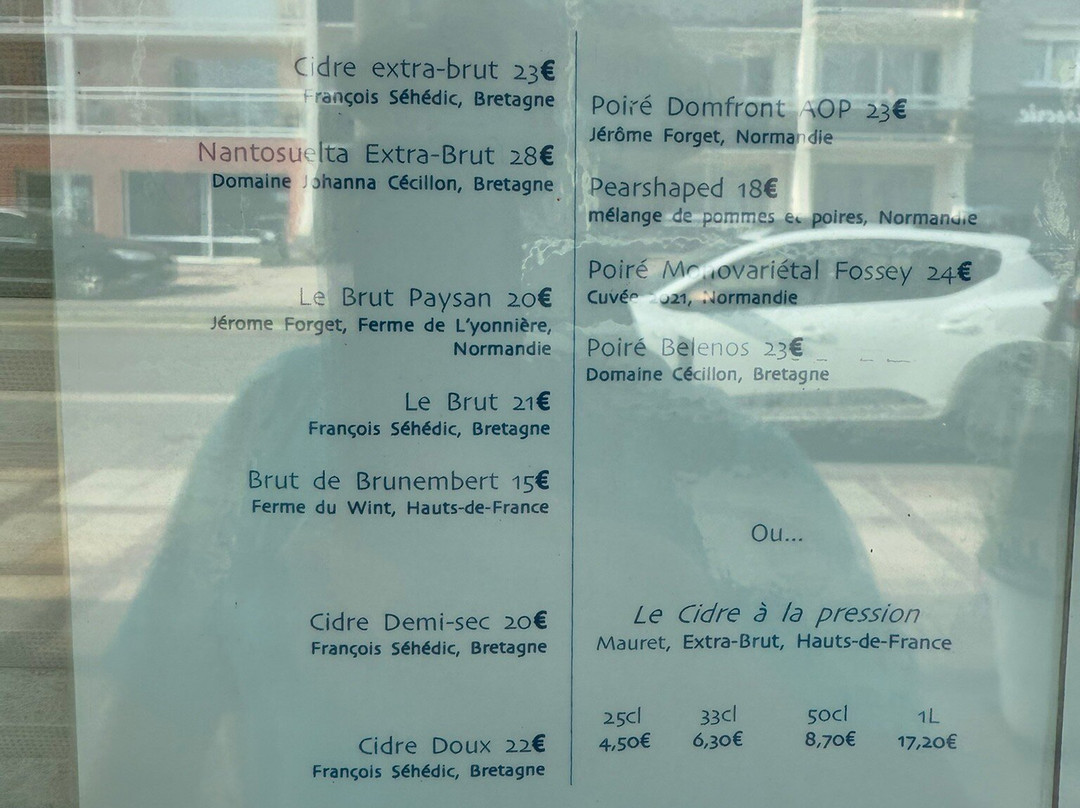 Cidre extra-brut 23€
François Séhédic, Bretagne
Nantosuelta Extra-Brut 28€
Domaine Johanna Cécillon, Bretagne
Le Brut Paysan 20€
Jérome Forget, Ferme de L'yonnière,
Normandie
Le Brut 21€
François Séhédic, Bretagne
Brut de Brunembert 15€
Ferme du Wint, Hauts-de-France
Cidre Demi-sec 20€
François Séhédic, Bretagne
Cidre Doux 22€
François Séhédic, Bretagne
Poiré Domfront AOP 23€
Jérôme Forget, Normandie
Pearshaped 18€
mélange de pommes et poires, Normandie
Poiré Monovariétal Fossey 24€
Cuvée 2021, Normandie
Poiré Belenos 23€
Domaine Cécillon, Bretagne
Ou...
Le Cidre à la pression
Mauret, Extra-Brut, Hauts-de-France
25cl 33cl 50cl 1L
4,50€ 6,30€ 8,70€ 17,20€